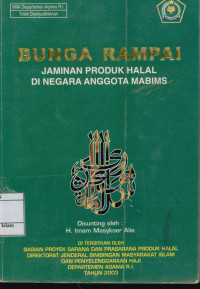 Milik Departemen Agama R.I.
Tidak Diperjualbelikan
BUNGA RAMPAI
JAMINAN PRODUK HALAL
DI NEGARA ANGGOTA MABIMS
Disunting oleh :
H. Imam Masykoer Alie
DI TERBITKAN OLEH
BAGIAN PROYEK SARANA DAN PRASARANA PRODUK HALAL
DIREKTORAT JENDERAL BIMBINGAN MASYARAKAT ISLAM
DAN PENYELENGGARAAN HAJI
DEPARTEMEN AGAMA R.I.
TAHUN 2003